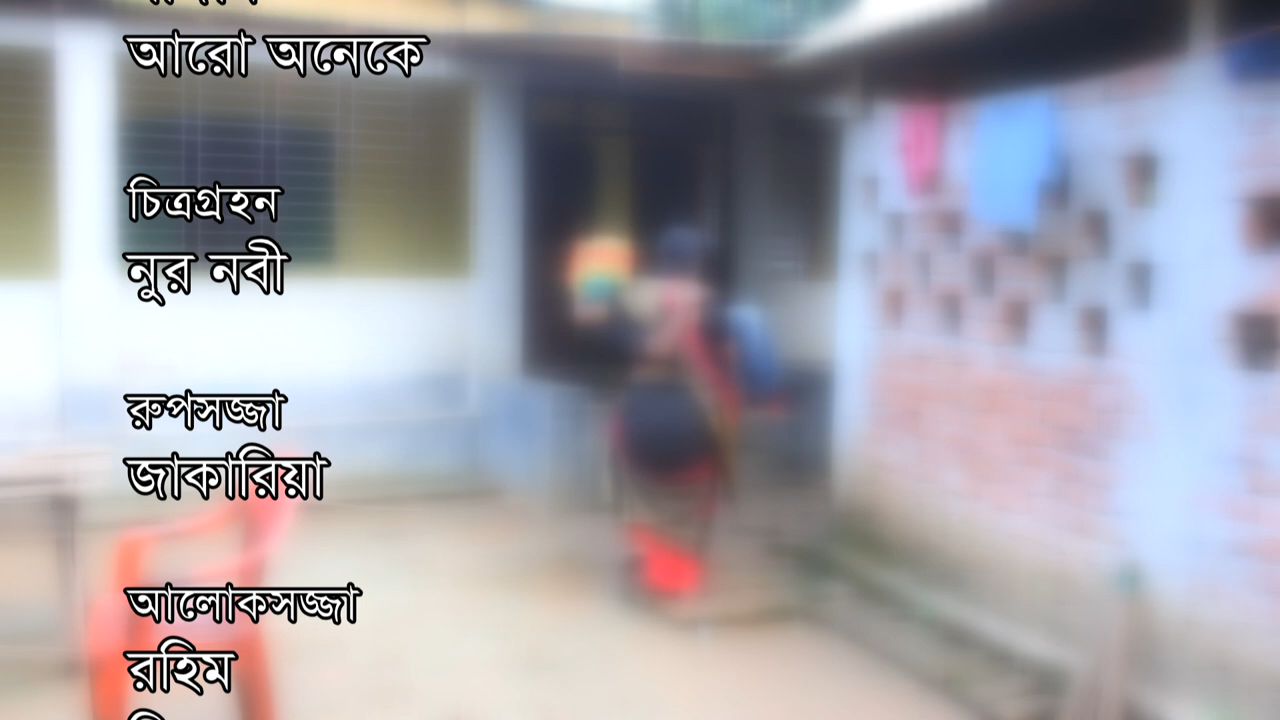 আরো অনেকে
চিত্রগ্রহন
নুর নবী
রুপসজ্জা
জাকারিয়া
আলোকসজ্জা
রহিম